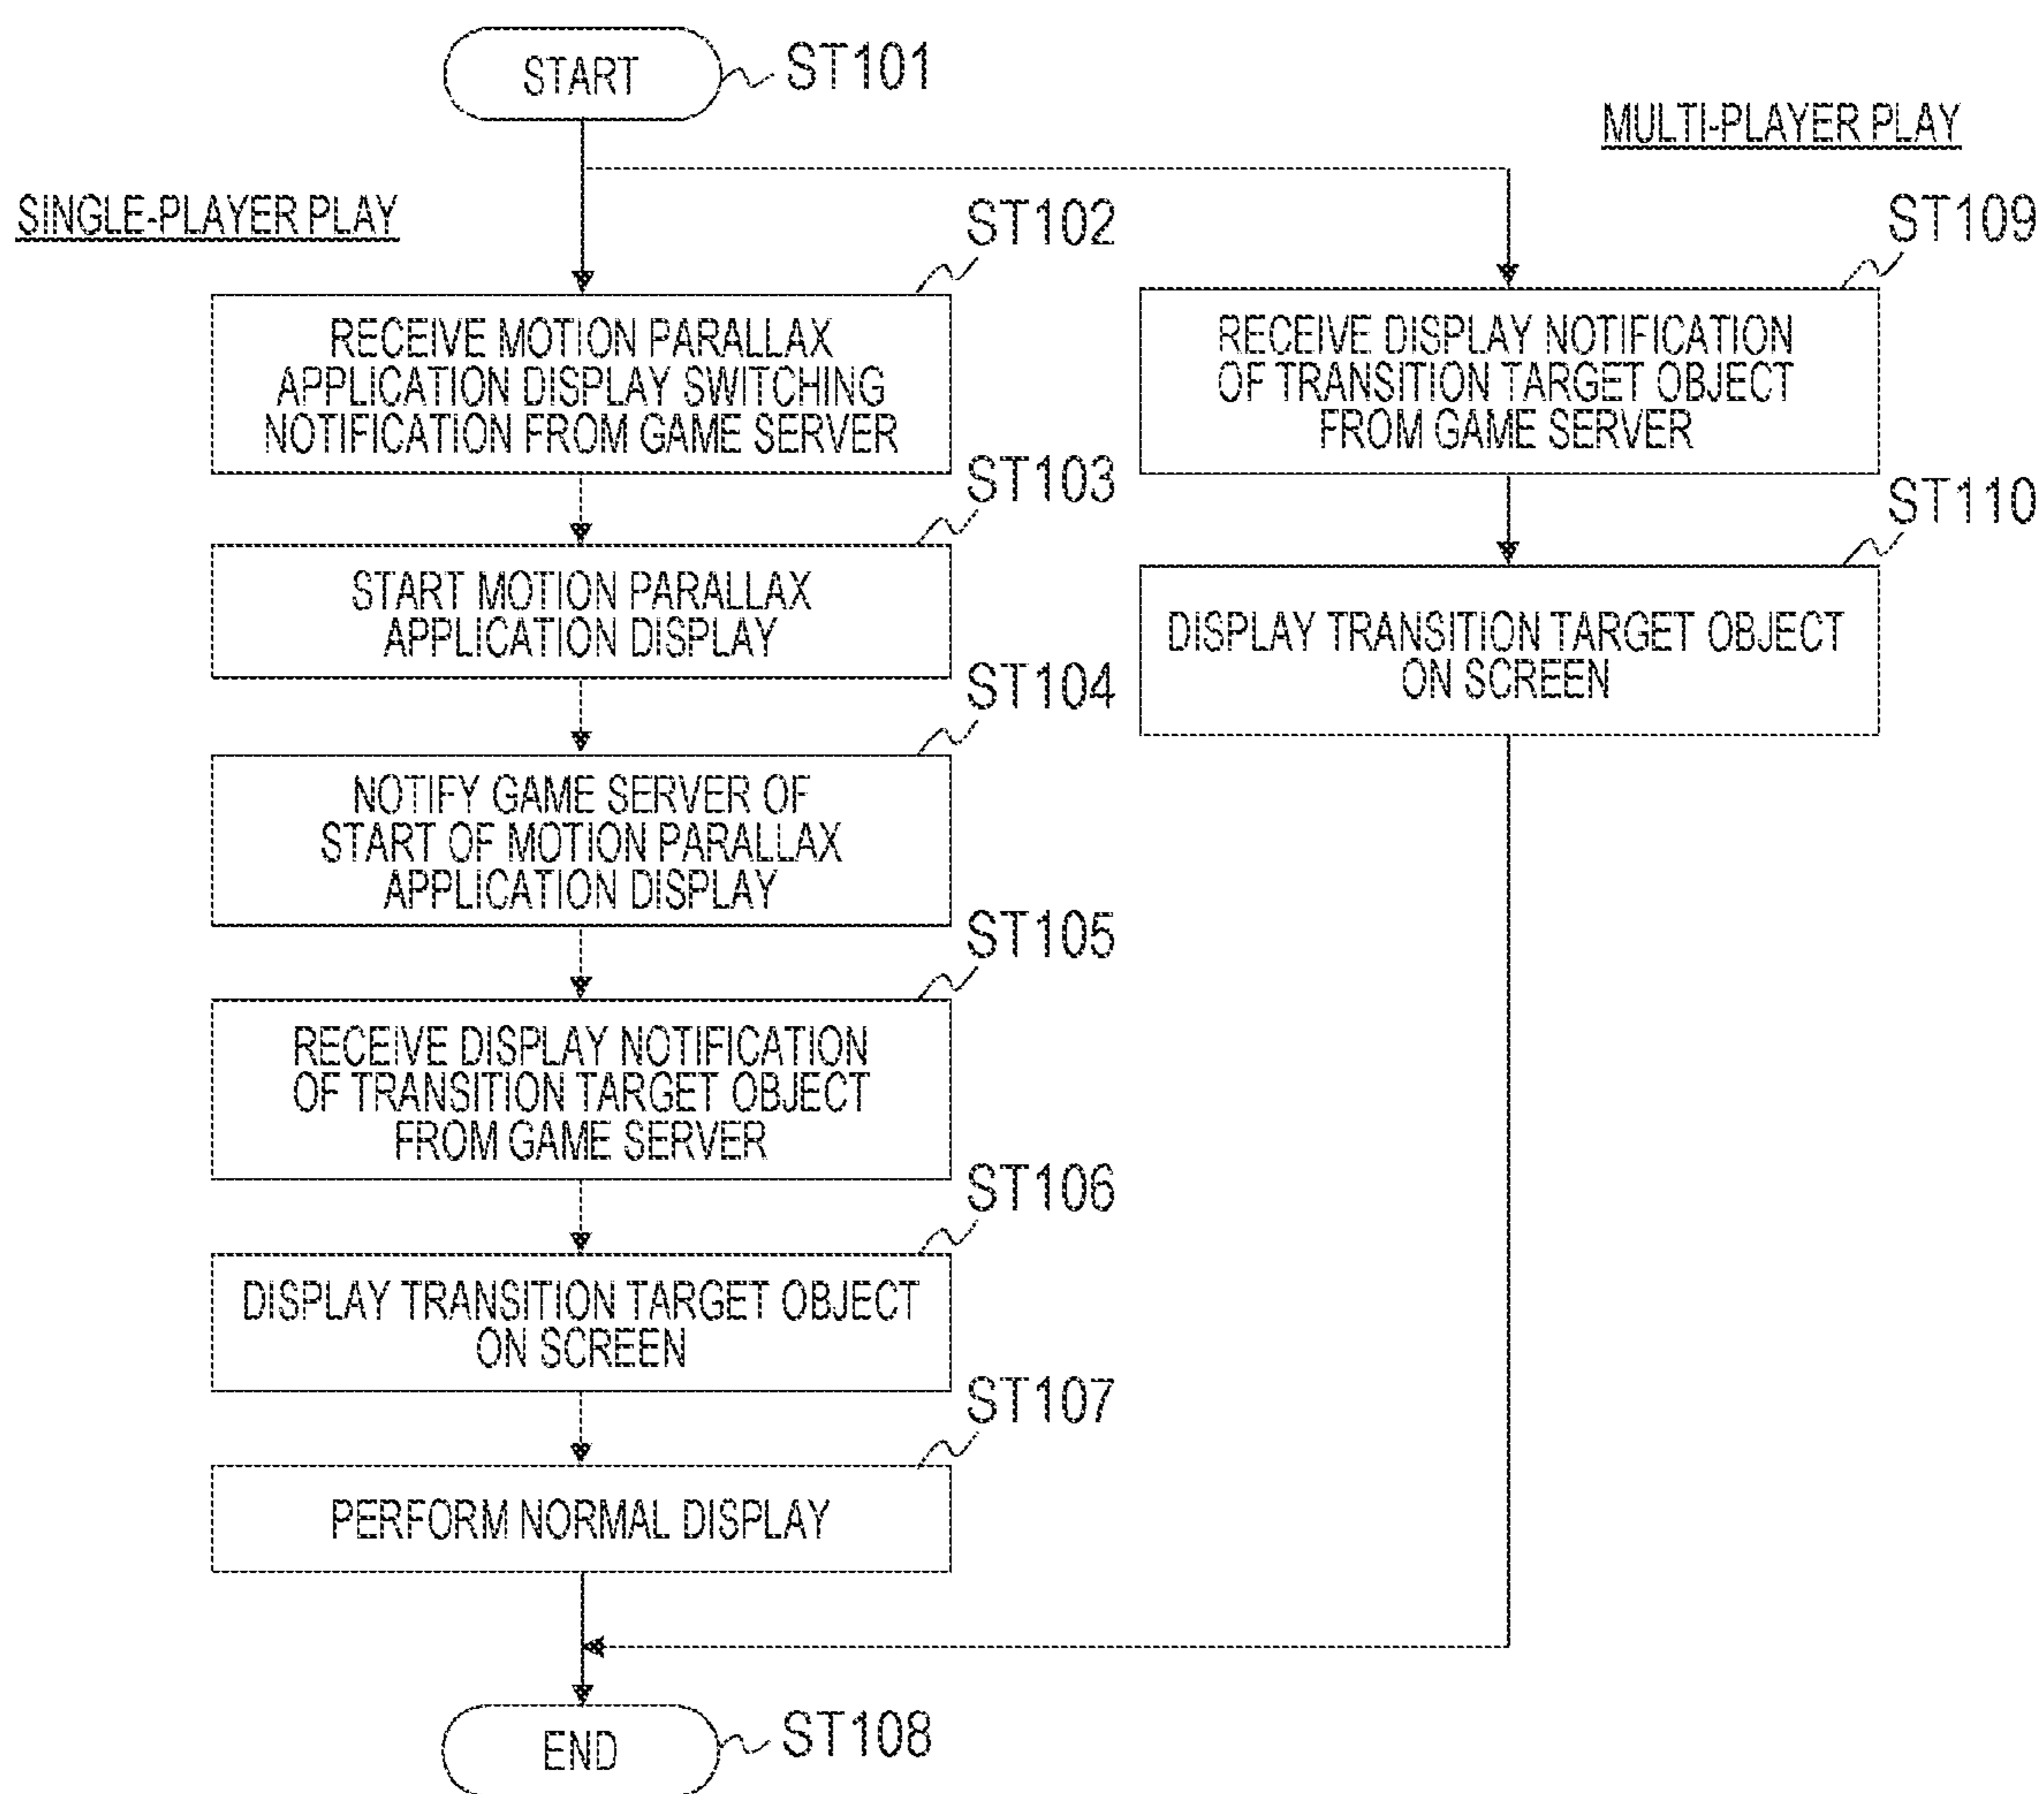 START
ST101
MULTI-PLAYER PLAY
SINGLE-PLAYER PLAY
ST102
RECEIVE MOTION PARALLAX
APPLICATION DISPLAY SWITCHING
NOTIFICATION FROM GAME SERVER
ST103
START MOTION PARALLAX
APPLICATION DISPLAY
ST104
NOTIFY GAME SERVER OF
START OF MOTION PARALLAX
APPLICATION DISPLAY
ST105
RECEIVE DISPLAY NOTIFICATION
OF TRANSITION TARGET OBJECT
FROM GAME SERVER
ST106
DISPLAY TRANSITION TARGET OBJECT
ON SCREEN
ST107
PERFORM NORMAL DISPLAY
ST109
RECEIVE DISPLAY NOTIFICATION
OF TRANSITION TARGET OBJECT
FROM GAME SERVER
ST110
DISPLAY TRANSITION TARGET OBJECT
ON SCREEN
END
ST108